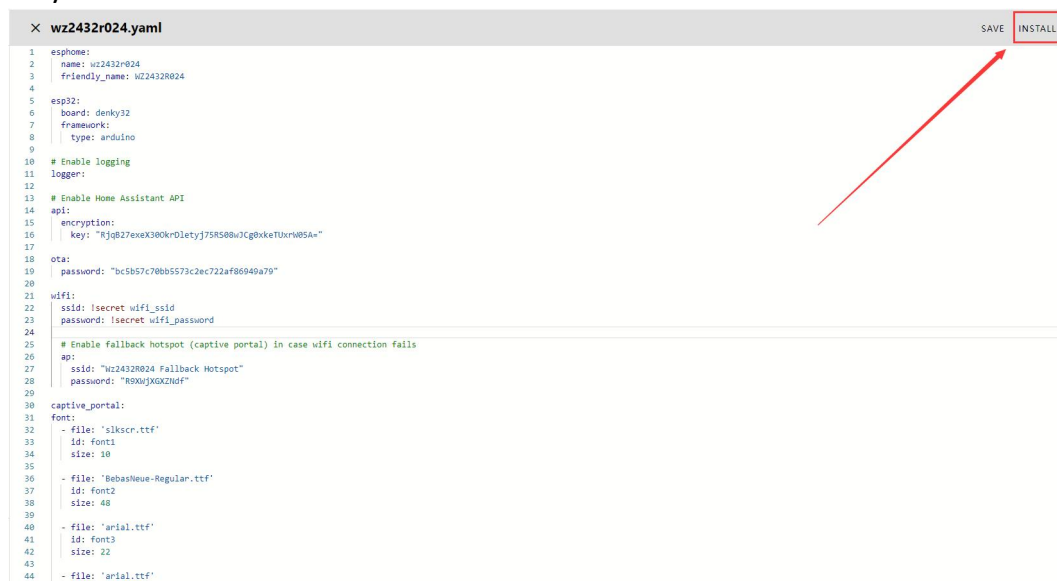 × wz2432r024.yaml
SAVE INSTALL
1 esphome:
2 name: wz2432r024
3 friendly_name: WZ2432R024
4
5 esp32:
6 board: denky32
7 framework:
8 type: arduino
9
10 # Enable logging
11 logger:
12
13 # Enable Home Assistant API
14 api:
15 encryption:
16 key: "RjqB27exeX30OkrDletyj75RS08wJCg0xkeTUxrW05A="
17
18 ota:
19 password: "bc5b57c70bb5573c2ec722af86949a79"
20
21 wifi:
22 ssid: !secret wifi_ssid
23 password: !secret wifi_password
24
25 # Enable fallback hotspot (captive portal) in case wifi connection fails
26 ap:
27 ssid: "Wz2432R024 Fallback Hotspot"
28 password: "R9XWjXGXZNdf"
29
30 captive_portal:
31 font:
32 - file: 'slkscr.ttf'
33 id: font1
34 size: 10
35
36 - file: 'BebasNeue-Regular.ttf'
37 id: font2
38 size: 48
39
40 - file: 'arial.ttf'
41 id: font3
42 size: 22
43
44 - file: 'arial.ttf'